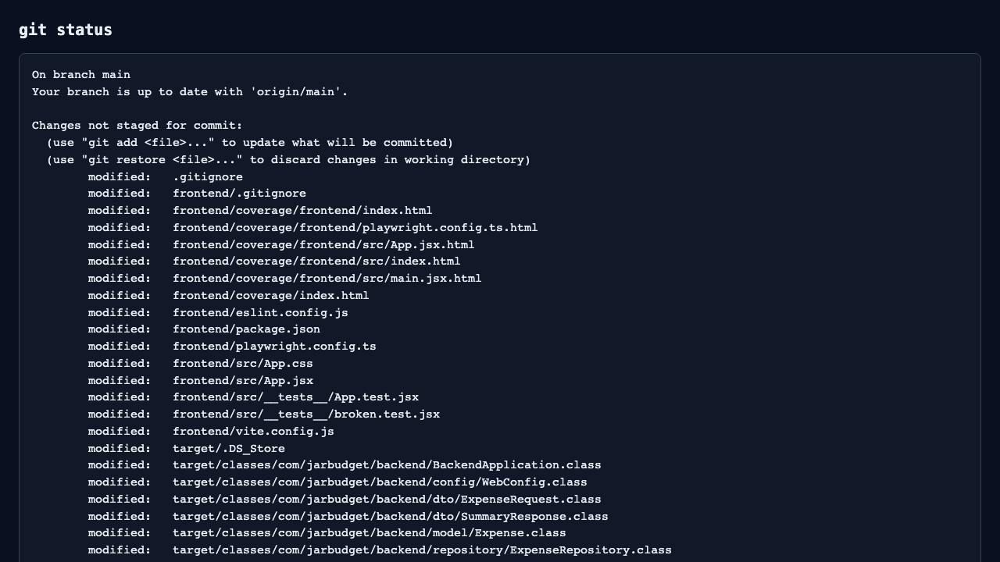 git status
On branch main
Your branch is up to date with 'origin/main'.
Changes not staged for commit:
  (use "git add <file>..." to update what will be committed)
  (use "git restore <file>..." to discard changes in working directory)
        modified:   .gitignore
        modified:   frontend/.gitignore
        modified:   frontend/coverage/frontend/index.html
        modified:   frontend/coverage/frontend/playwright.config.ts.html
        modified:   frontend/coverage/frontend/src/App.jsx.html
        modified:   frontend/coverage/frontend/src/index.html
        modified:   frontend/coverage/frontend/src/main.jsx.html
        modified:   frontend/coverage/index.html
        modified:   frontend/eslint.config.js
        modified:   frontend/package.json
        modified:   frontend/playwright.config.ts
        modified:   frontend/src/App.css
        modified:   frontend/src/App.jsx
        modified:   frontend/src/__tests__/App.test.jsx
        modified:   frontend/src/__tests__/broken.test.jsx
        modified:   frontend/vite.config.js
        modified:   target/.DS_Store
        modified:   target/classes/com/jarbudget/backend/BackendApplication.class
        modified:   target/classes/com/jarbudget/backend/config/WebConfig.class
        modified:   target/classes/com/jarbudget/backend/dto/ExpenseRequest.class
        modified:   target/classes/com/jarbudget/backend/dto/SummaryResponse.class
        modified:   target/classes/com/jarbudget/backend/model/Expense.class
        modified:   target/classes/com/jarbudget/backend/repository/ExpenseRepository.class